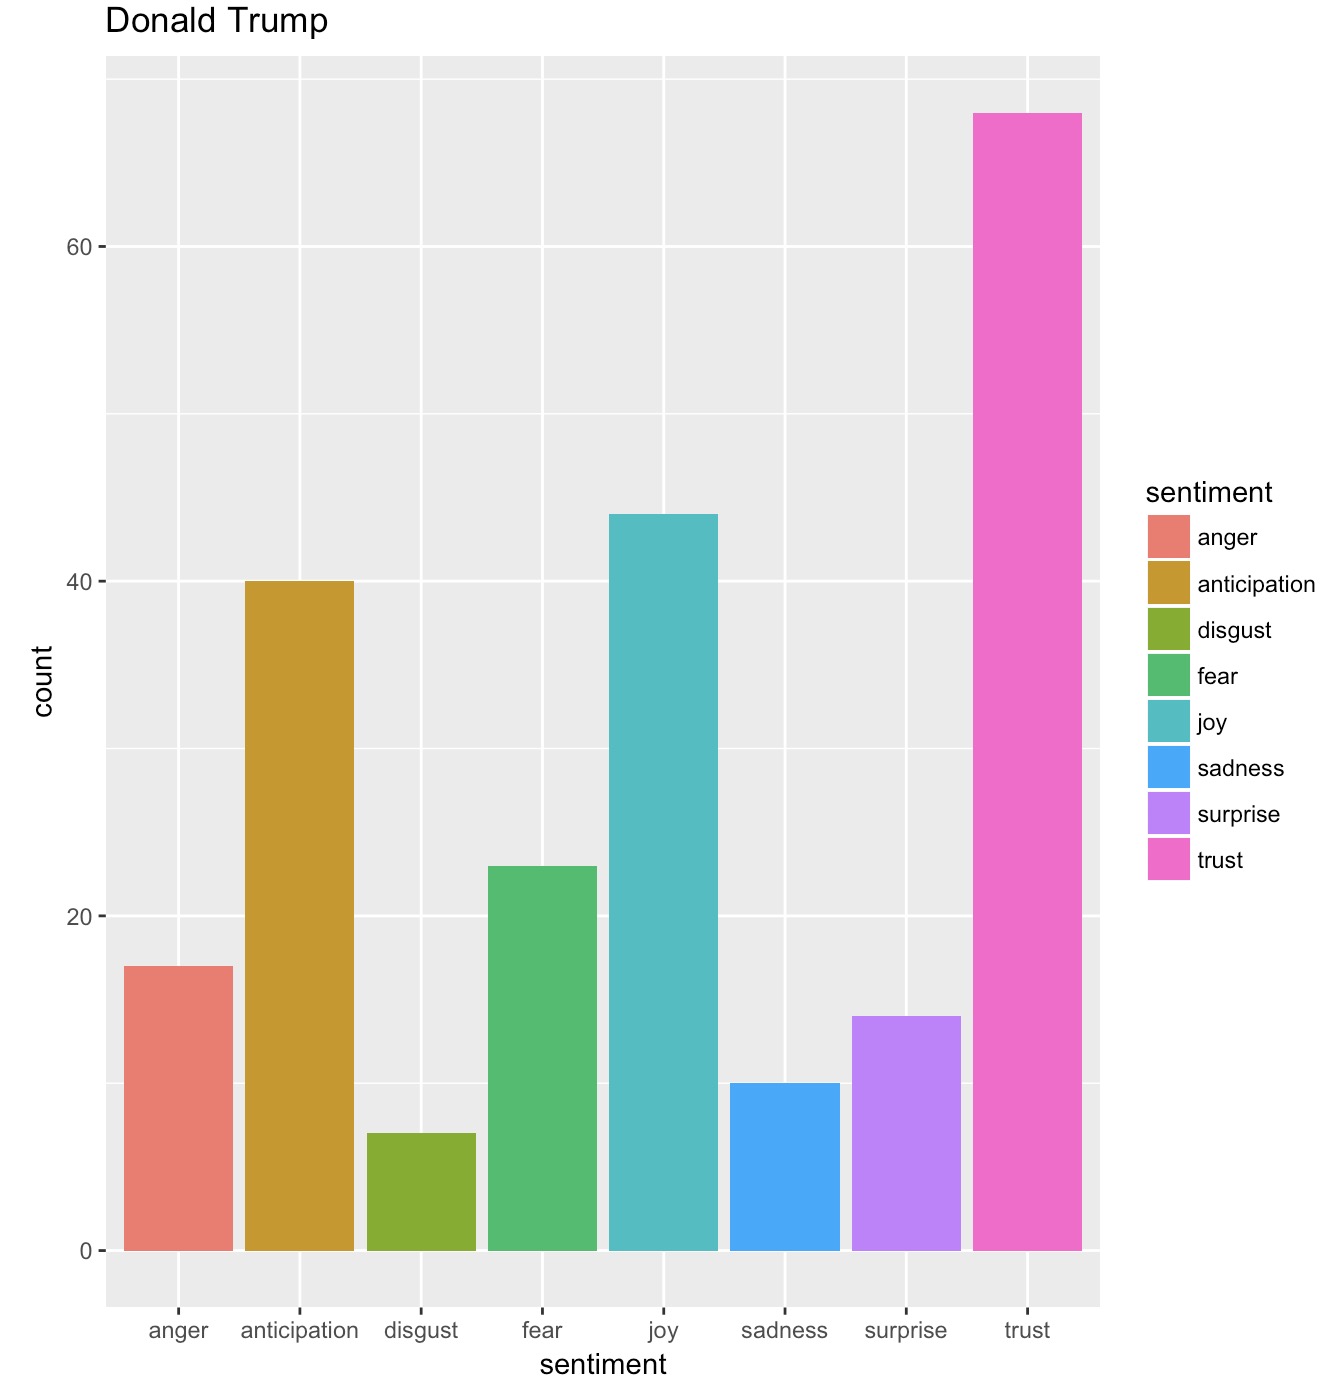 Donald Trump
60
40
20
0
count
anger anticipation disgust fear joy sadness surprise trust
sentiment
sentiment
anger
anticipation
disgust
fear
joy
sadness
surprise
trust